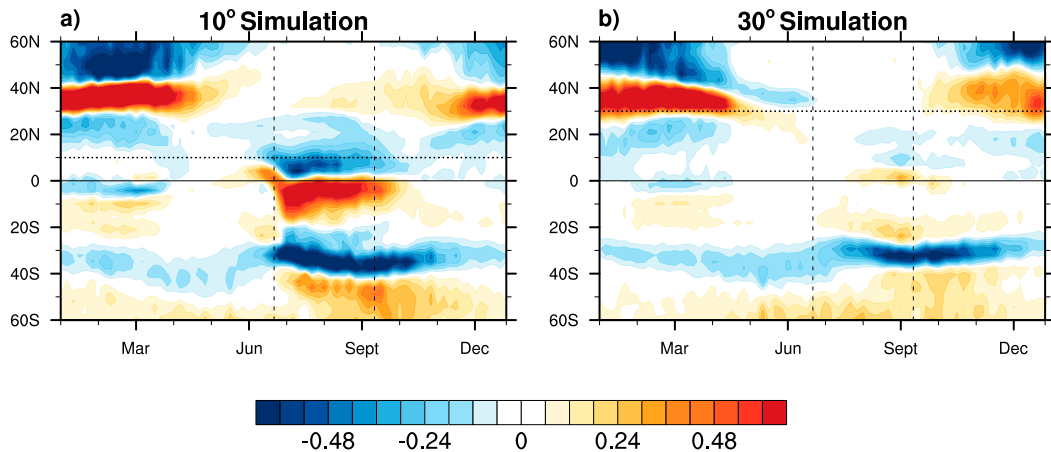 a) 10° Simulation
60N
40N
20N
0
20S
40S
60S
Mar Jun Sept Dec
b) 30° Simulation
60N
40N
20N
0
20S
40S
60S
Mar Jun Sept Dec
-0.48 -0.24 0 0.24 0.48